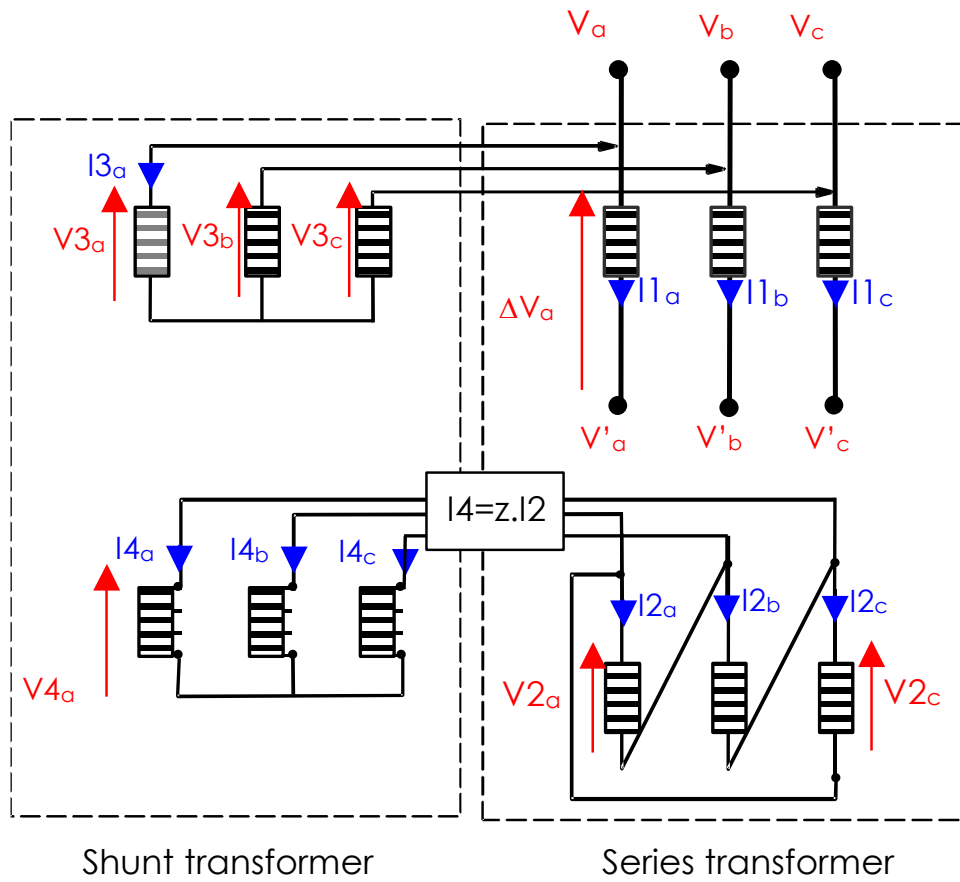 Va Vb Vc
I3a
V3a V3b V3c
I1a I1b I1c
ΔVa
V'a V'b V'c
I4=z.I2
I4a I4b I4c
I2a I2b I2c
V4a V2a V2c
Shunt transformer Series transformer